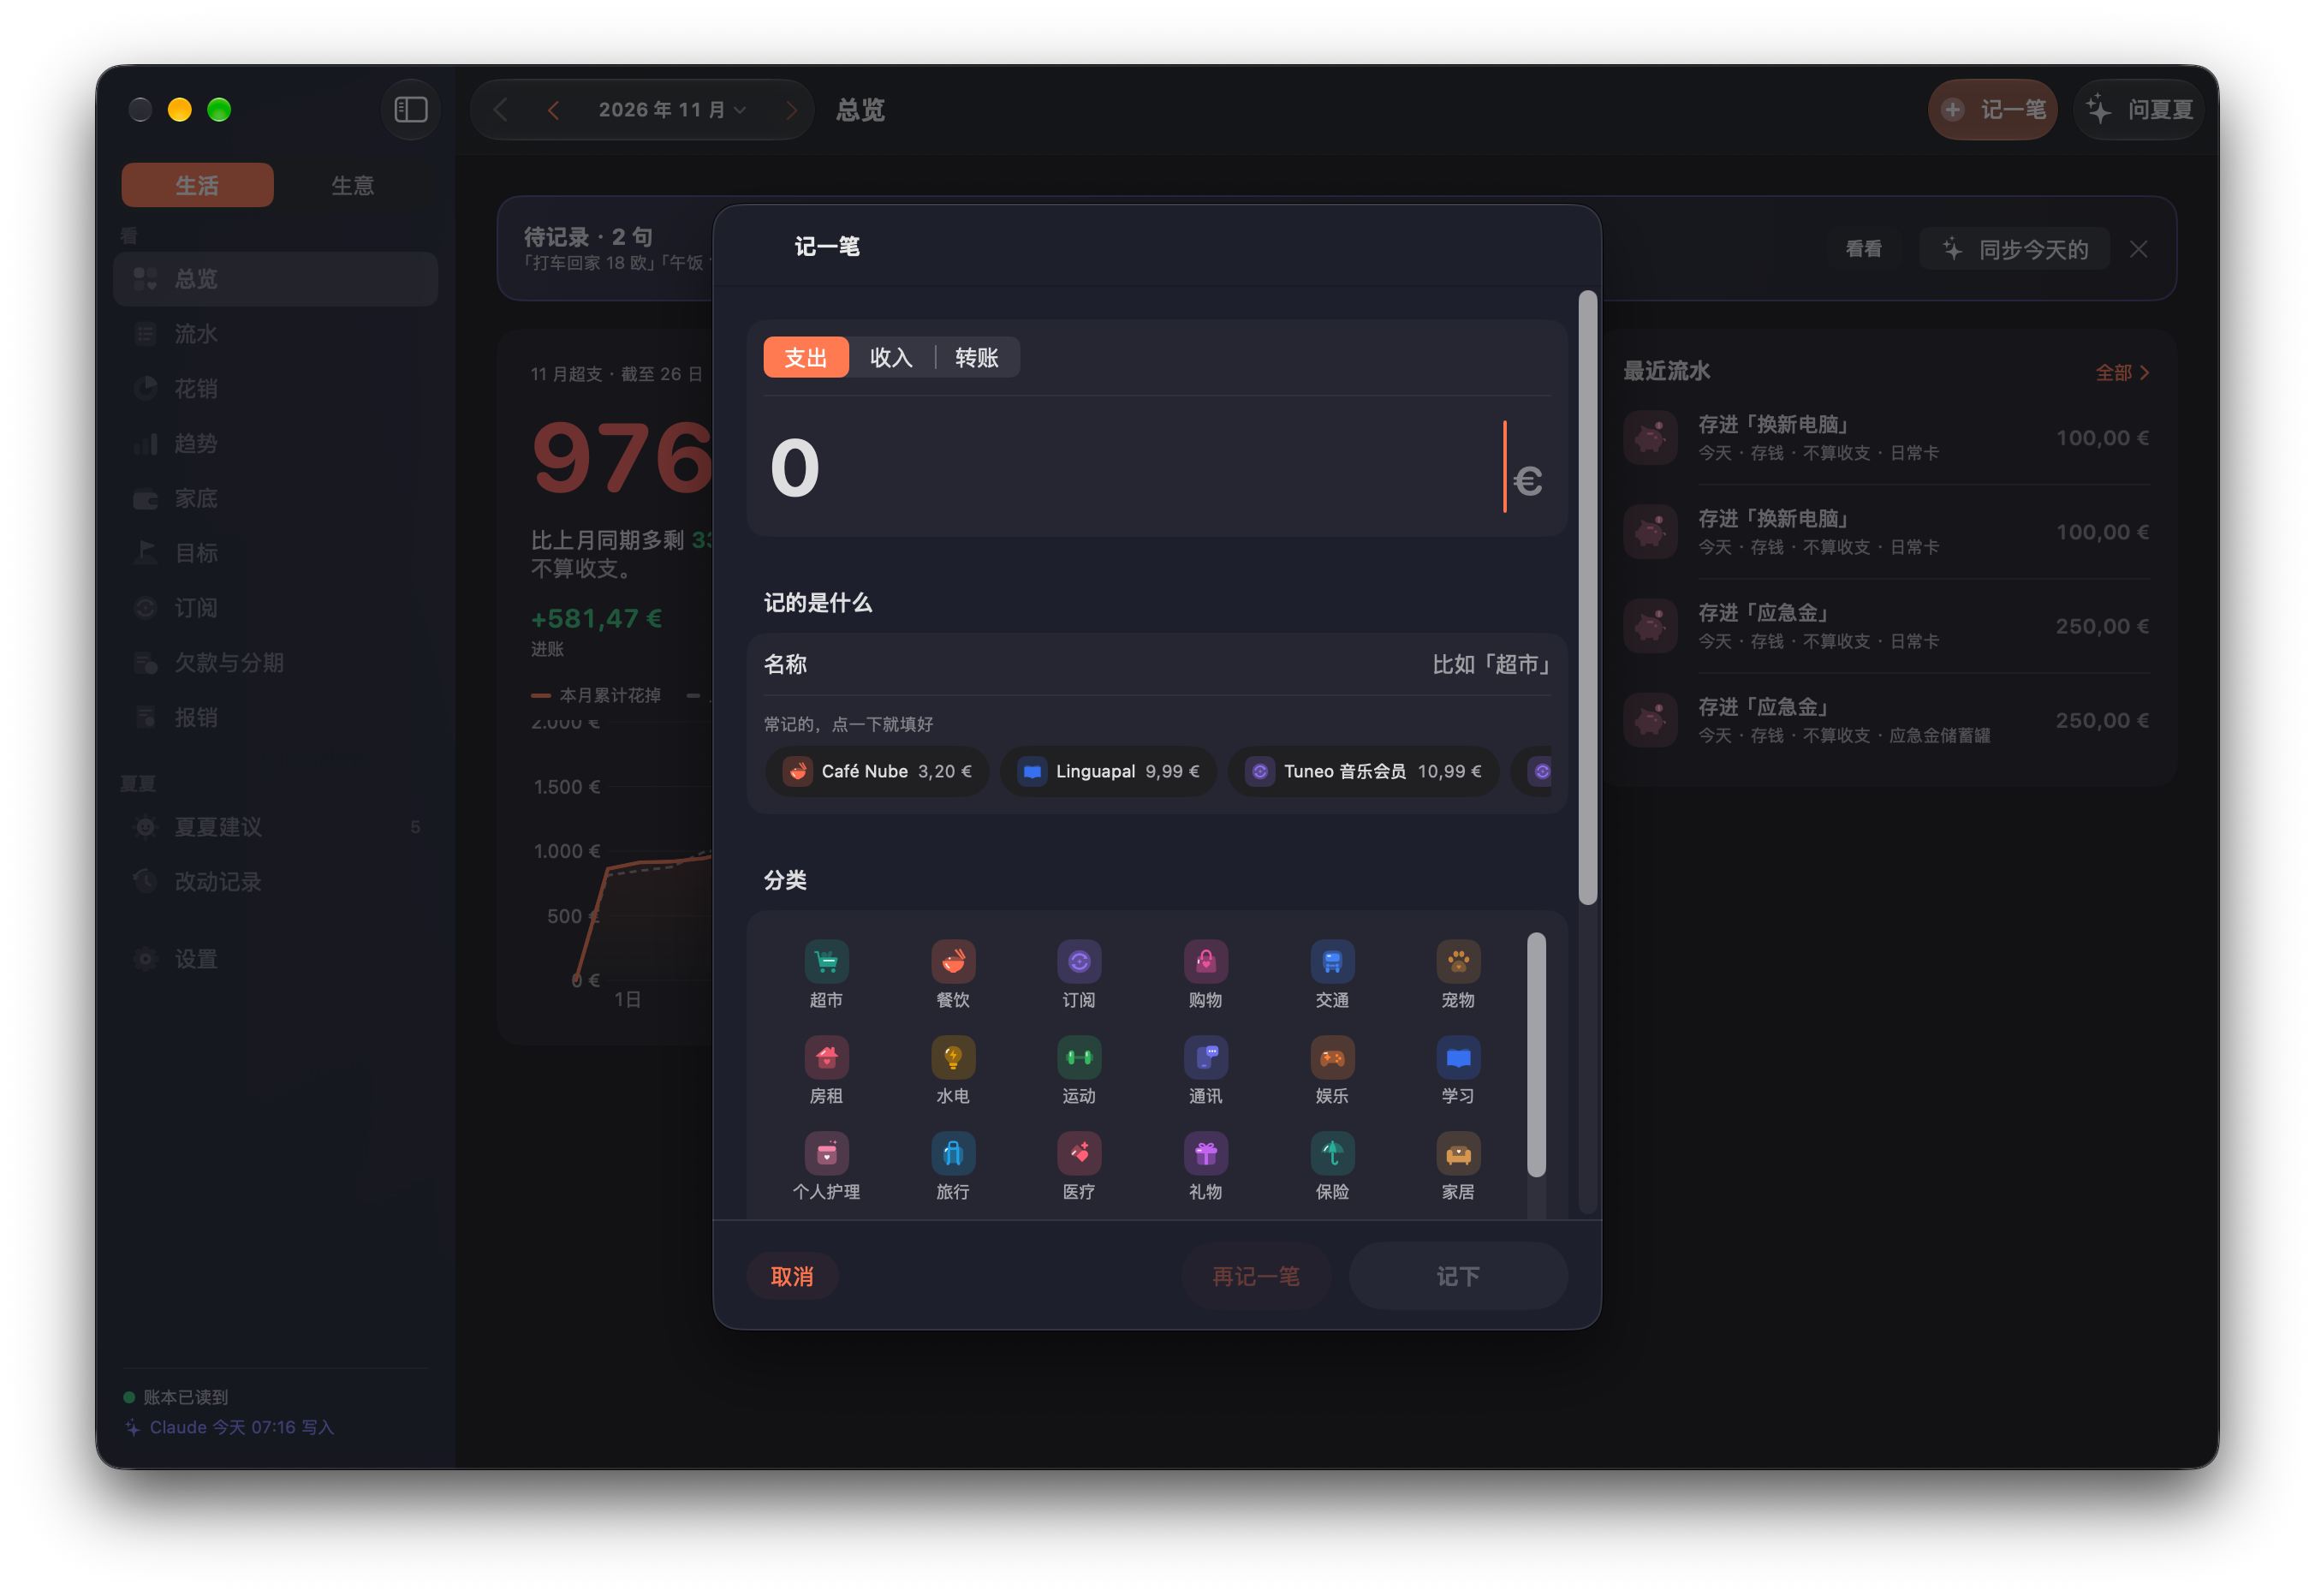 2026 年 11 月
总览
记一笔
问夏夏
生活
生意
看
总览
流水
花销
趋势
家底
目标
订阅
欠款与分期
报销
夏夏
夏夏建议
5
改动记录
设置
账本已读到
Claude 今天 07:16 写入
待记录 · 2 句
「打车回家 18 欧」「午饭
看看
同步今天的
11 月超支 · 截至 26 日
976
比上月同期多剩 33
不算收支。
+581,47 €
进账
本月累计花掉
2.000 €
1.500 €
1.000 €
500 €
0 €
1日
记一笔
支出
收入
转账
0
€
记的是什么
名称
比如「超市」
常记的，点一下就填好
Café Nube 3,20 €
Linguapal 9,99 €
Tuneo 音乐会员 10,99 €
分类
超市
餐饮
订阅
购物
交通
宠物
房租
水电
运动
通讯
娱乐
学习
个人护理
旅行
医疗
礼物
保险
家居
取消
再记一笔
记下
最近流水
全部
存进「换新电脑」
今天 · 存钱 · 不算收支 · 日常卡
100,00 €
存进「换新电脑」
今天 · 存钱 · 不算收支 · 日常卡
100,00 €
存进「应急金」
今天 · 存钱 · 不算收支 · 日常卡
250,00 €
存进「应急金」
今天 · 存钱 · 不算收支 · 应急金储蓄罐
250,00 €